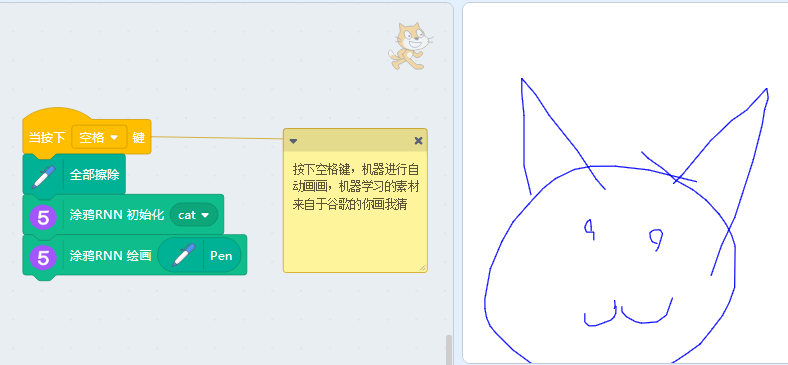 当按下 空格 键
全部擦除
5 涂鸦RNN 初始化 cat
5 涂鸦RNN 绘画 Pen
按下空格键，机器进行自
动画画，机器学习的素材
来自于谷歌的你画我猜